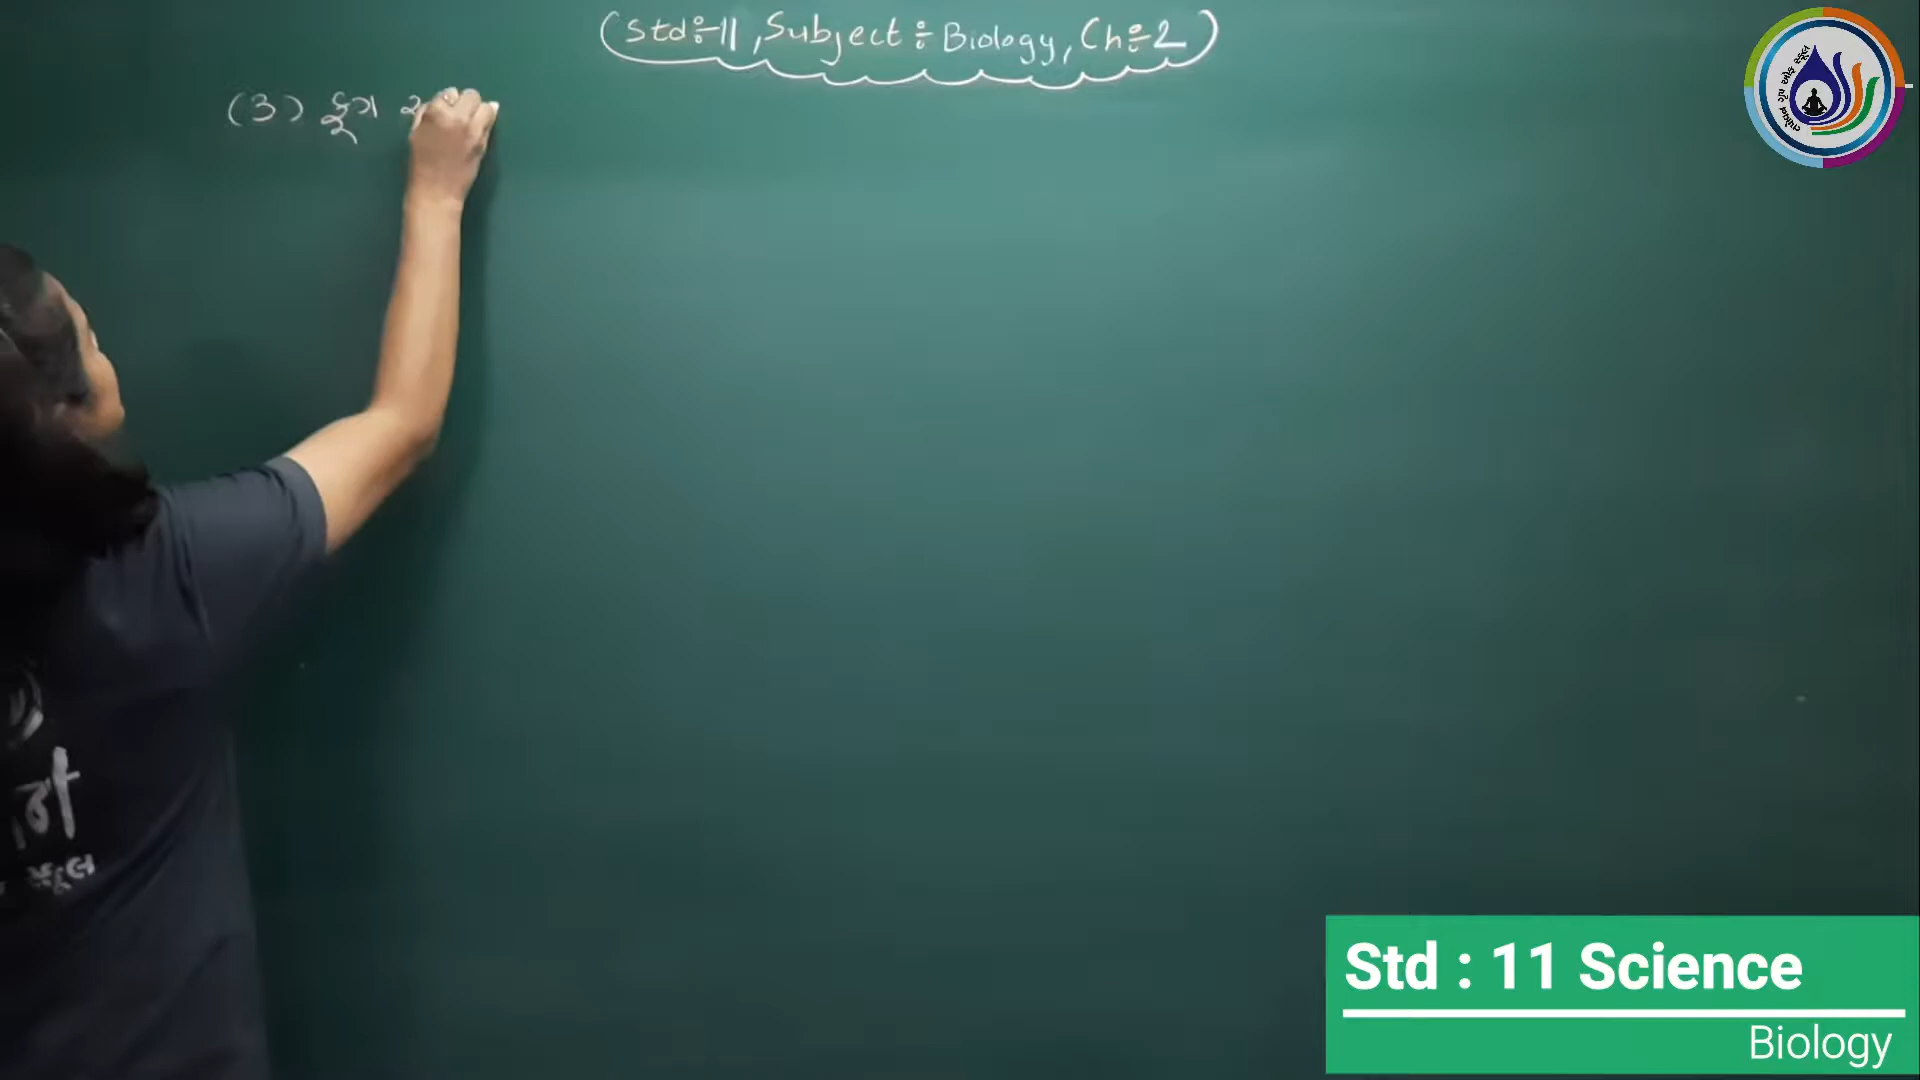 (Std:-11, Subject:- Biology, Ch:-2)
(3) ફૂગ
Std : 11 Science
Biology